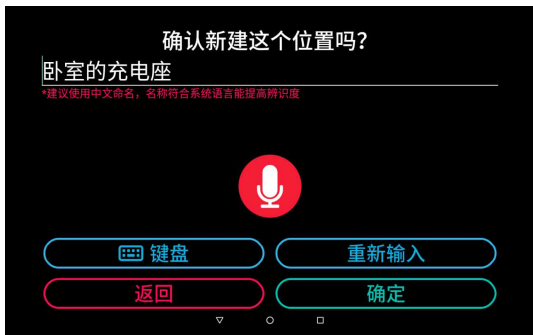 确认新建这个位置吗？
卧室的充电座
*建议使用中文命名，名称符合系统语言能提高辨识度
键盘
重新输入
返回
确定